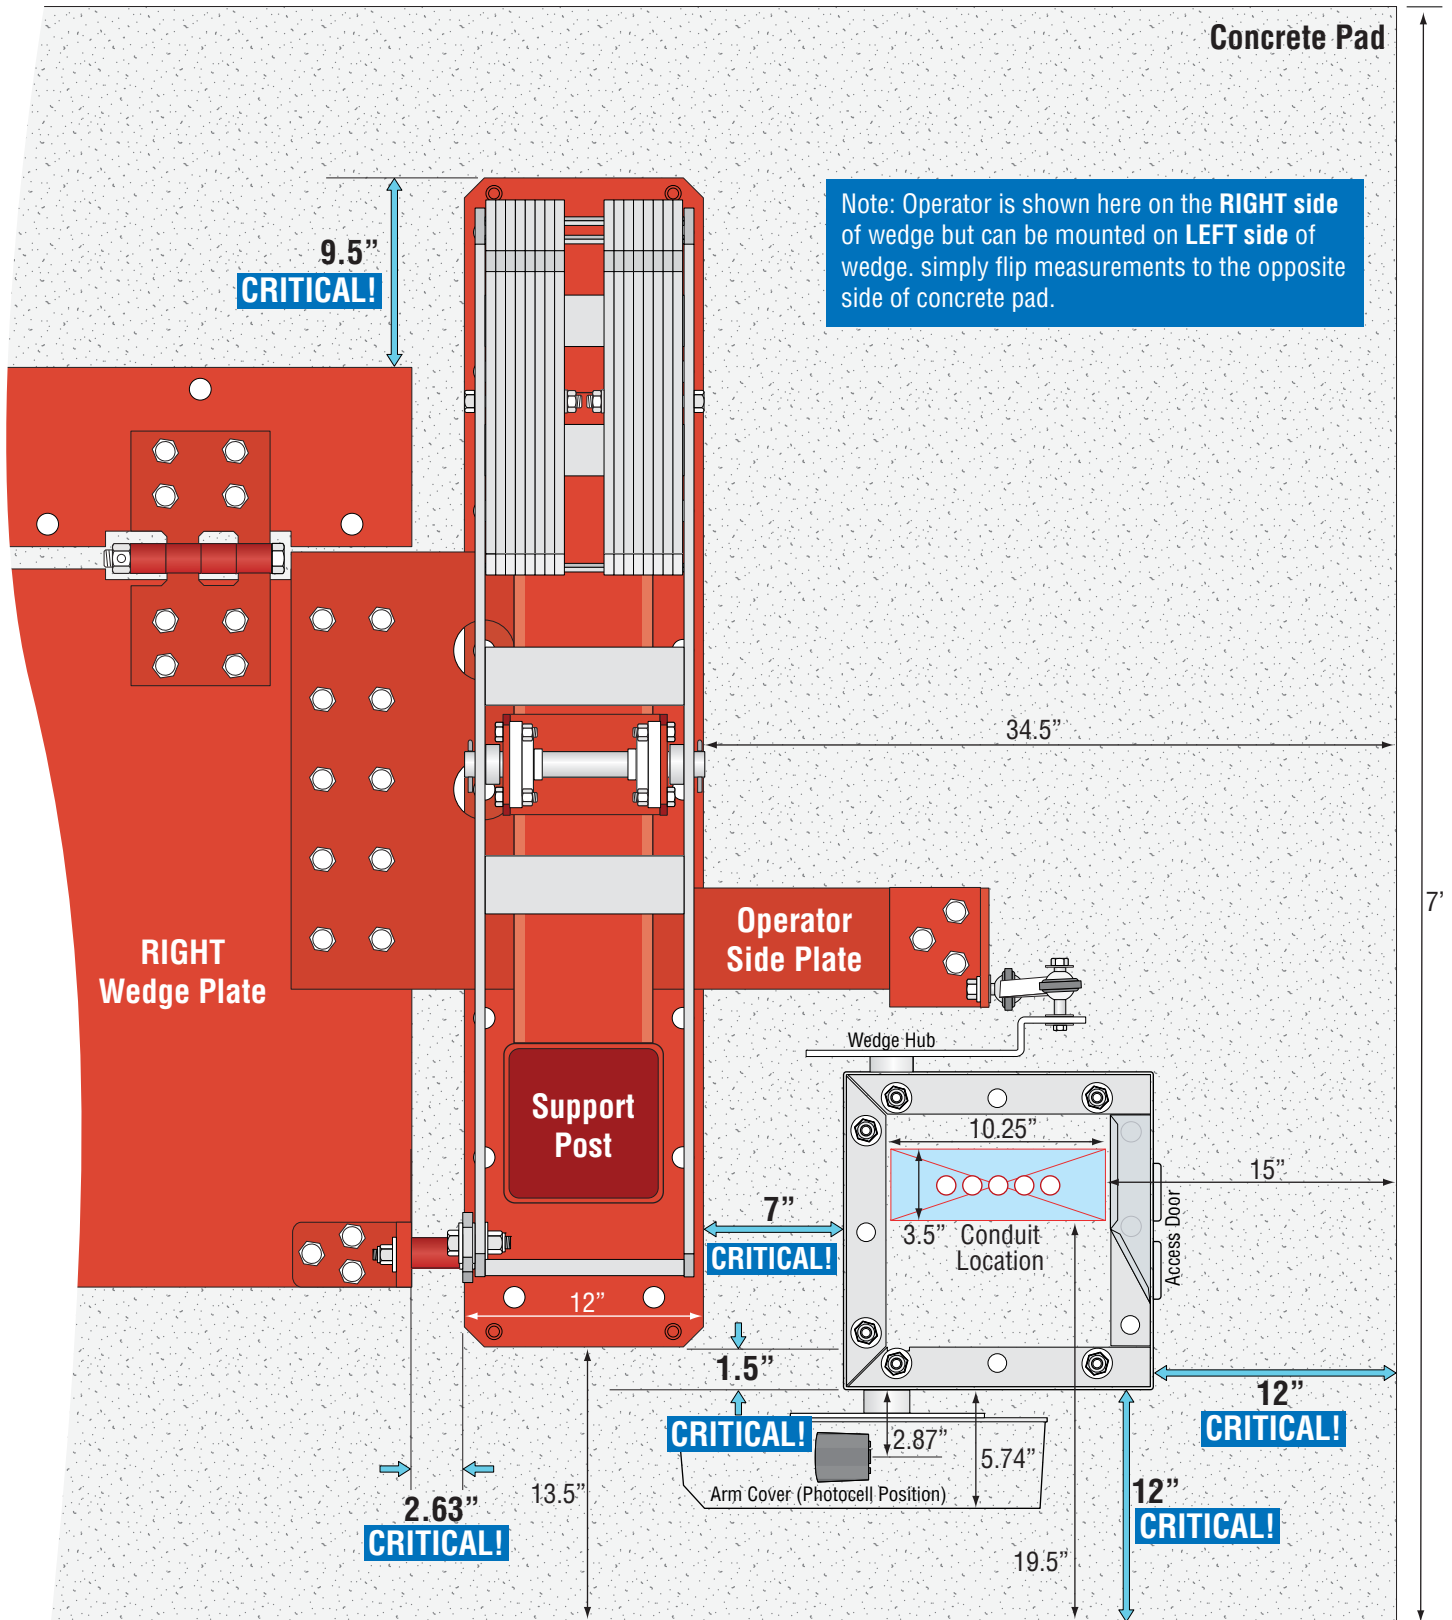 Concrete Pad
Note: Operator is shown here on the RIGHT side
of wedge but can be mounted on LEFT side of
wedge. simply flip measurements to the opposite
side of concrete pad.
9.5”
CRITICAL!
34.5”
7’
Operator
Side Plate
RIGHT
Wedge Plate
Wedge Hub
Support
Post
10.25”
15”
7”
CRITICAL!
3.5”
Conduit
Location
Access Door
12”
1.5”
CRITICAL!
12”
CRITICAL!
2.87”
5.74”
Arm Cover (Photocell Position)
13.5”
2.63”
CRITICAL!
12”
CRITICAL!
19.5”